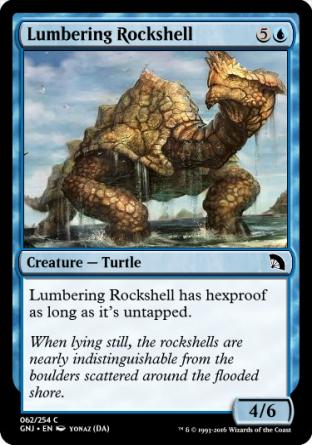 Lumbering Rockshell 5
Creature — Turtle
Lumbering Rockshell has hexproof
as long as it's untapped.
When lying still, the rockshells are
nearly indistinguishable from the
boulders scattered around the flooded
shore.
4/6
062/254 C
GNJ • EN YONAZ (DA)
™ & © 1993-2016 Wizards of the Coast